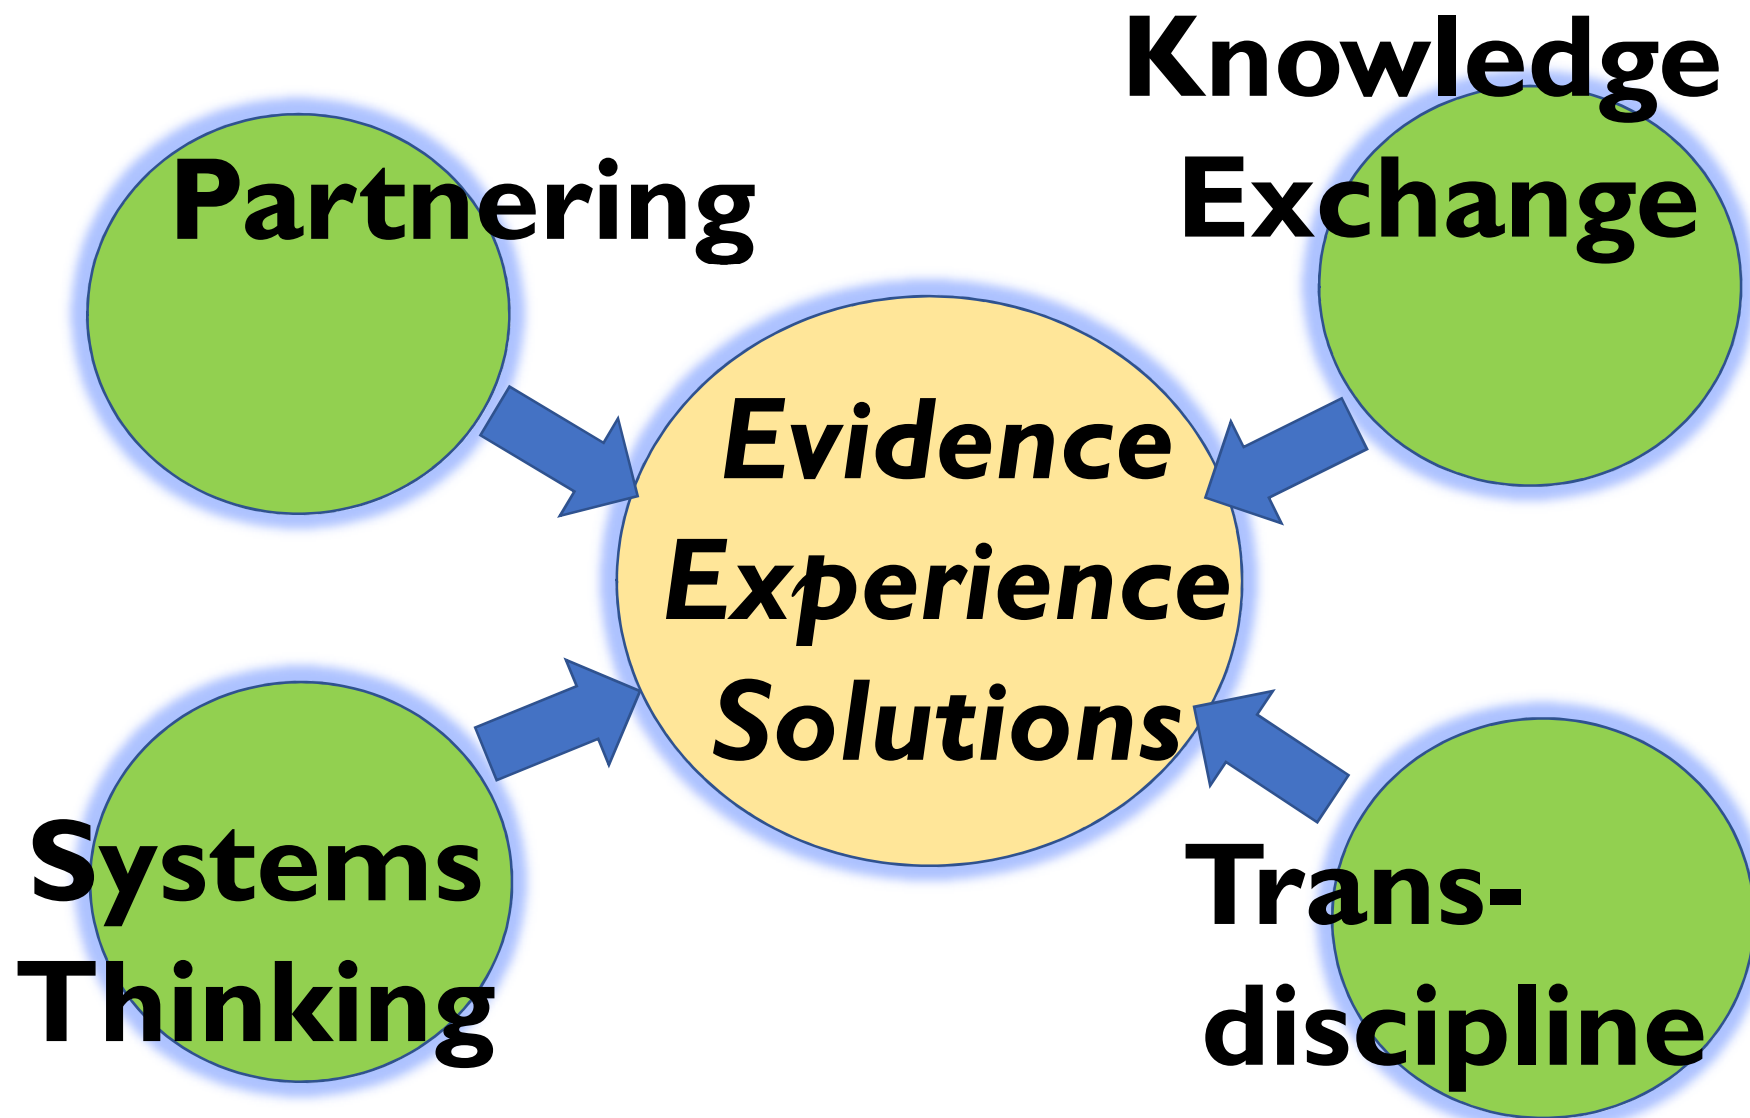 Partnering
Knowledge
Exchange
Evidence
Experience
Solutions
Systems
Thinking
Trans-
discipline